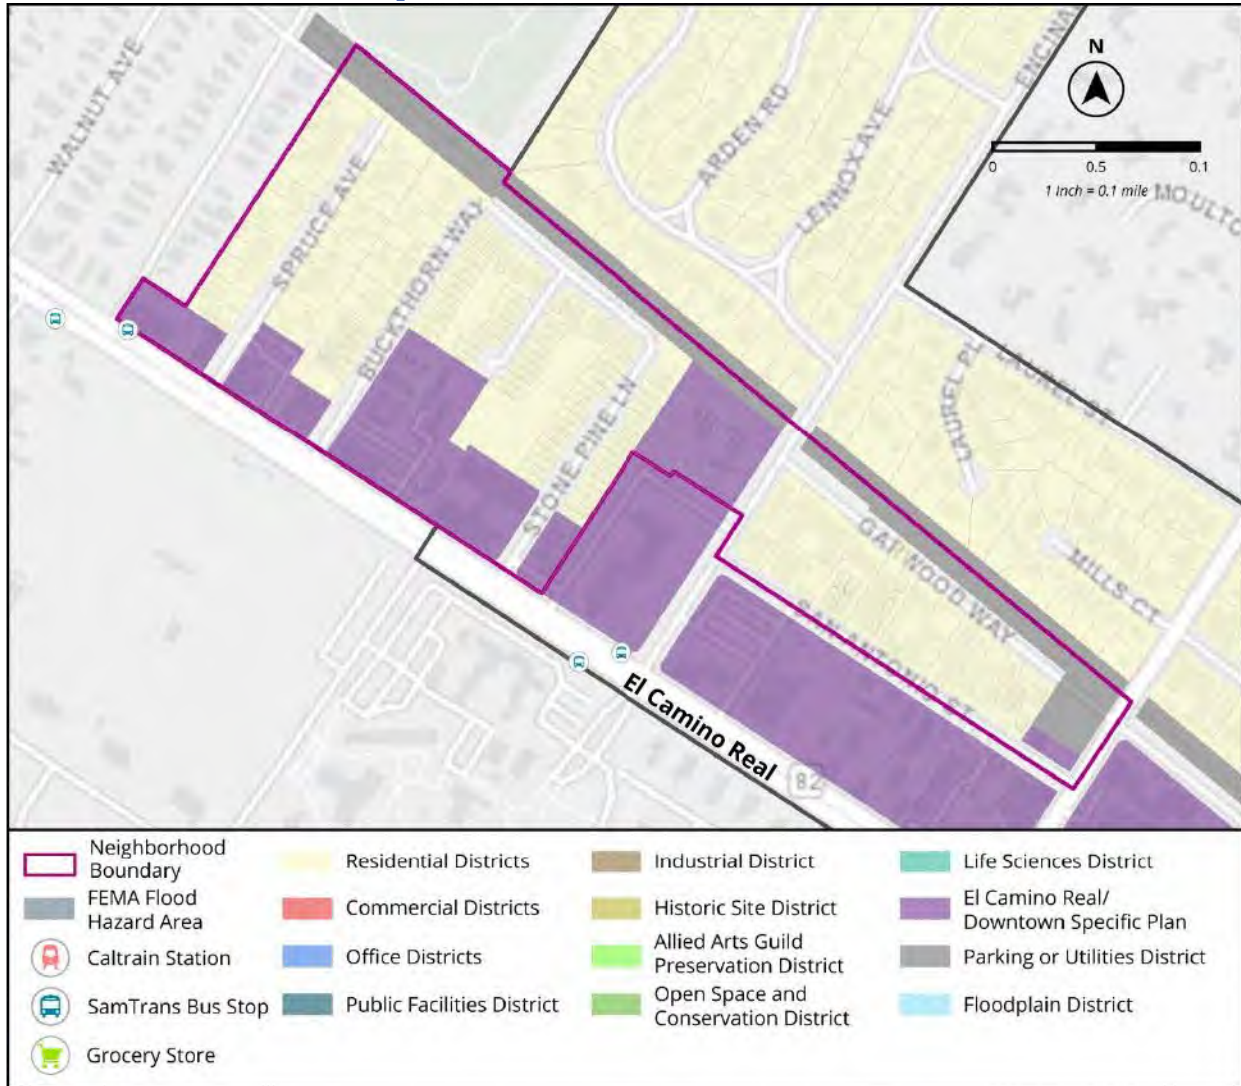 WALNUT AVE
SPRUCE AVE
BUCKTHORN WAY
STONE PINE LN
ARDEN RD
LENNOX AVE
ENCINAL
N
0 0.5 0.1
1 Inch = 0.1 mile
MOULTO
LAUREL PL
LAUREL ST
MILLS CT
GARWOOD WAY
SAN ANTONIO ST
El Camino Real
82
Neighborhood
Boundary
FEMA Flood
Hazard Area
Caltrain Station
SamTrans Bus Stop
Grocery Store
Residential Districts
Commercial Districts
Office Districts
Public Facilities District
Industrial District
Historic Site District
Allied Arts Guild
Preservation District
Open Space and
Conservation District
Life Sciences District
El Camino Real/
Downtown Specific Plan
Parking or Utilities District
Floodplain District